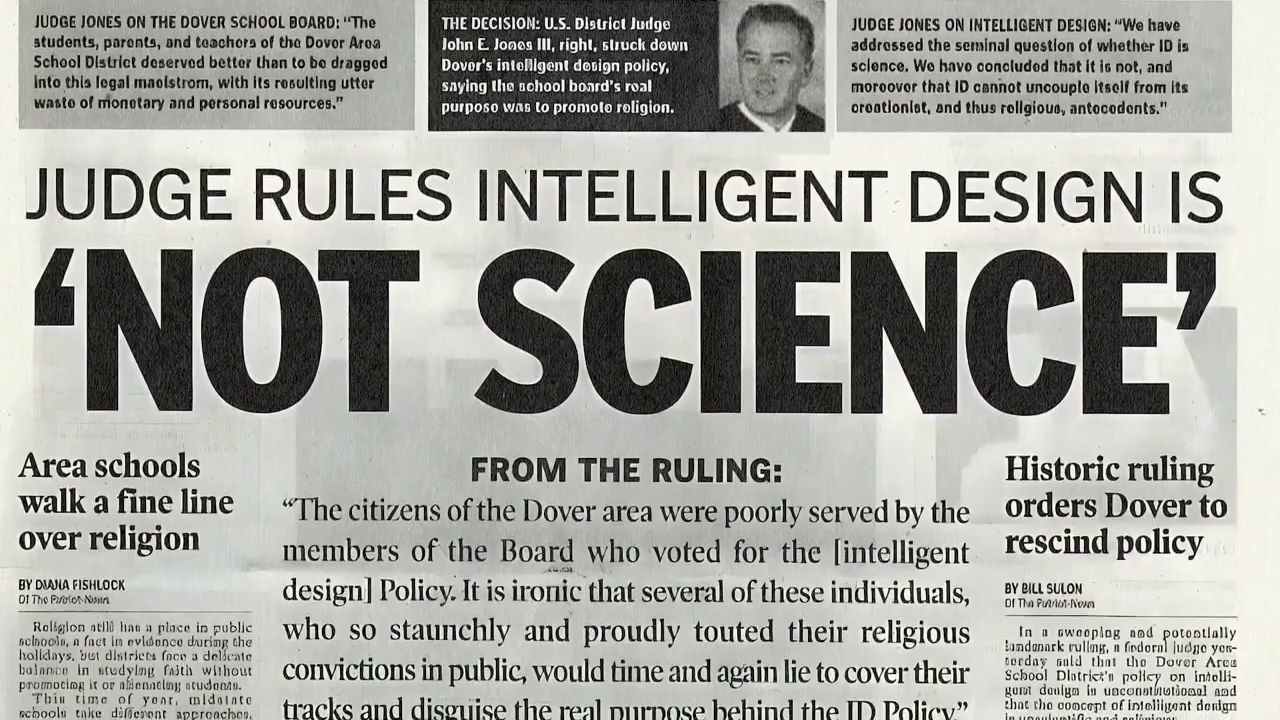 JUDGE JONES ON THE DOVER SCHOOL BOARD: “The
students, parents, and teachers of the Dover Area
School District deserved better than to be dragged
into this legal maelstrom, with its resulting utter
waste of monetary and personal resources.”
THE DECISION: U.S. District Judge
John E. Jones III, right, struck down
Dover's intelligent design policy,
saying the school board's real
purpose was to promote religion.
JUDGE JONES ON INTELLIGENT DESIGN: “We have
addressed the seminal question of whether ID is
science. We have concluded that it is not, and
moreover that ID cannot uncouple itself from its
creationist, and thus religious, antecedents.”
JUDGE RULES INTELLIGENT DESIGN IS
‘NOT SCIENCE’
Area schools
walk a fine line
over religion
BY DIANA FISHLOCK
Of The Patriot-News
Religion still has a place in public
schools, a fact in evidence during the
holidays, but districts face a delicate
balance in studying faith without
promoting it or alienating students.
This time of year, midstate
schools take different approaches,
FROM THE RULING:
“The citizens of the Dover area were poorly served by the
members of the Board who voted for the [intelligent
design] Policy. It is ironic that several of these individuals,
who so staunchly and proudly touted their religious
convictions in public, would time and again lie to cover their
tracks and disguise the real purpose behind the ID Policy.”
Historic ruling
orders Dover to
rescind policy
BY BILL SULON
Of The Patriot-News
In a sweeping and potentially
landmark ruling, a federal judge yes-
terday said that the Dover Area
School District's policy on intelli-
gent design is unconstitutional and
that the concept of intelligent design
is unscientific and religious.